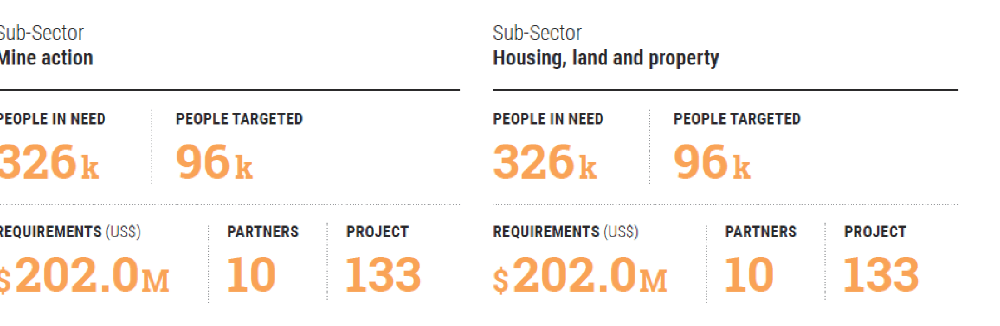 Sub-Sector
Mine action
PEOPLE IN NEED
PEOPLE TARGETED
326k
96k
REQUIREMENTS (US$)
PARTNERS
PROJECT
$202.0M
10
133
Sub-Sector
Housing, land and property
PEOPLE IN NEED
PEOPLE TARGETED
326k
96k
REQUIREMENTS (US$)
PARTNERS
PROJECT
$202.0M
10
133